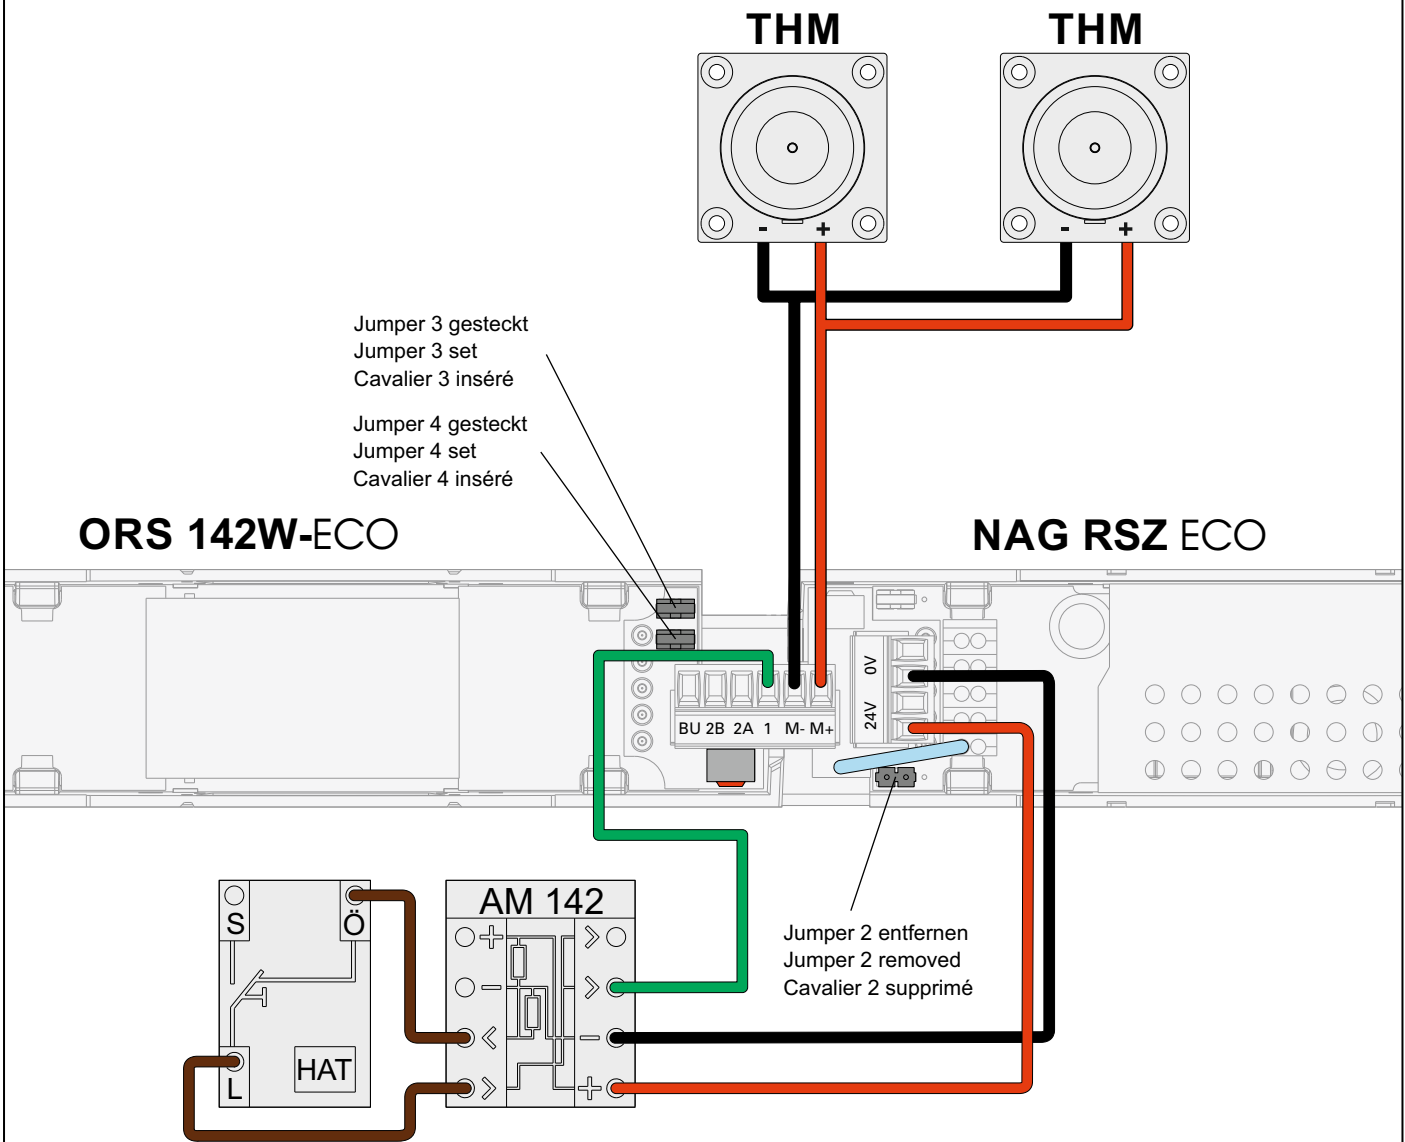 THM THM
- + - +
Jumper 3 gesteckt
Jumper 3 set
Cavalier 3 inséré
Jumper 4 gesteckt
Jumper 4 set
Cavalier 4 inséré
ORS 142W-ECO NAG RSZ ECO
0V
24V
BU 2B 2A 1 M- M+
Jumper 2 entfernen
Jumper 2 removed
Cavalier 2 supprimé
S Ö
L HAT
AM 142
+ >
- >
< -
> +